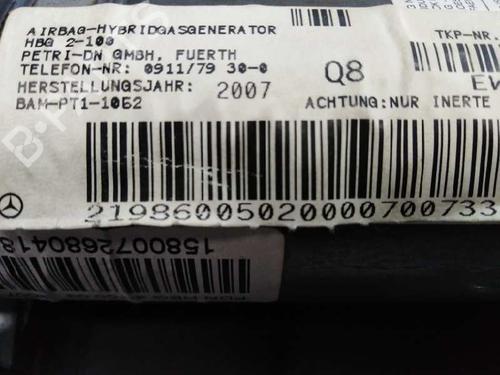 AIRBAG-HYBRIDGASGENERATOR
HBG 2-100
PETRI-DN GMBH, FUERTH
TELEFON-NR: 0911/79 30-0
HERSTELLUNGSJAHR: 2007
BAM-PT1-1052
Q8
TKP-NR.
ACHTUNG:NUR INERTE
21986005020000700733
1580072680418